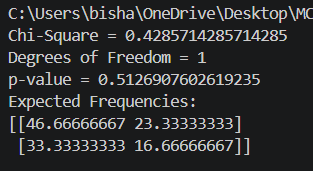 C:\Users\bisha\OneDrive\Desktop\MC
Chi-Square = 0.4285714285714285
Degrees of Freedom = 1
p-value = 0.5126907602619235
Expected Frequencies:
[[46.66666667 23.33333333]
 [33.33333333 16.66666667]]